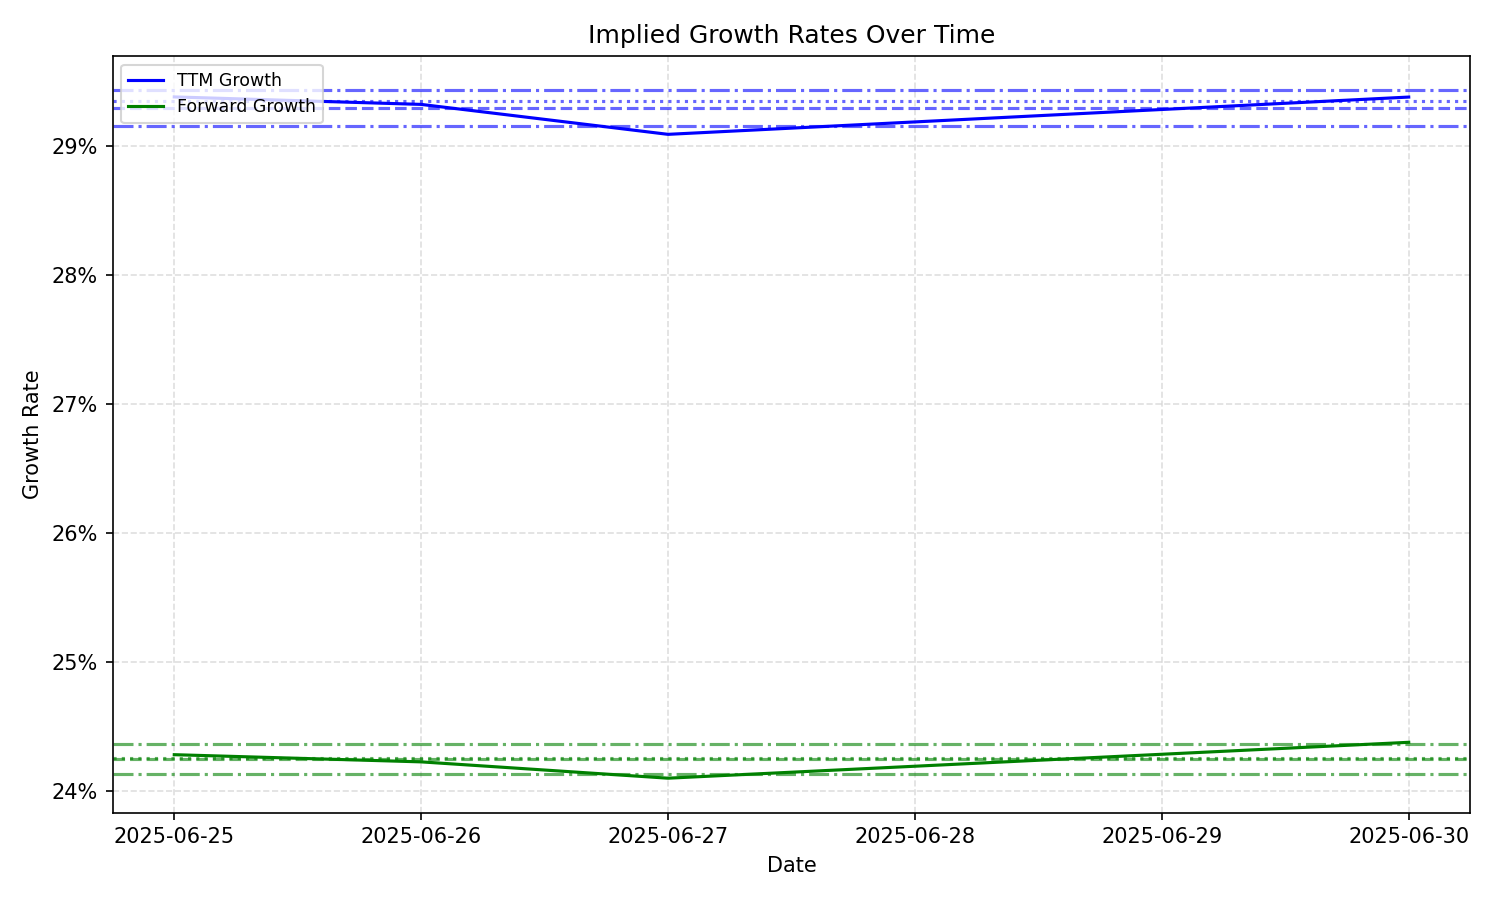 Implied Growth Rates Over Time
TTM Growth
Forward Growth
29%
28%
27%
26%
25%
24%
Growth Rate
2025-06-25
2025-06-26
2025-06-27
2025-06-28
2025-06-29
2025-06-30
Date